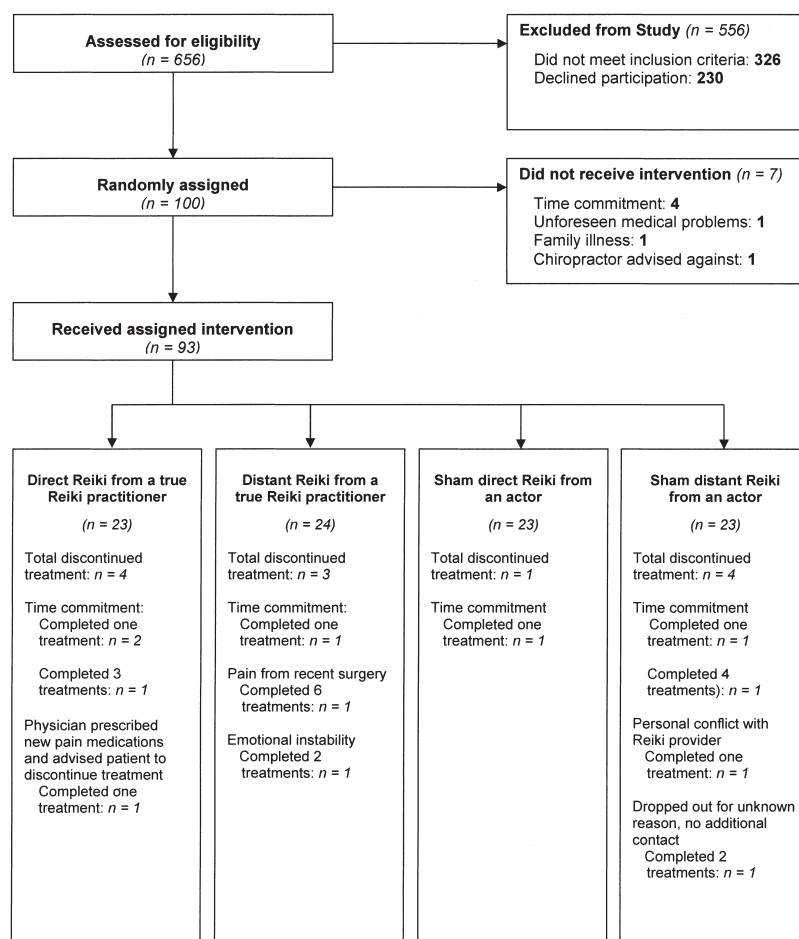 Assessed for eligibility
(n = 656)
Excluded from Study (n = 556)
Did not meet inclusion criteria: 326
Declined participation: 230
Randomly assigned
(n = 100)
Did not receive intervention (n = 7)
Time commitment: 4
Unforeseen medical problems: 1
Family illness: 1
Chiropractor advised against: 1
Received assigned intervention
(n = 93)
Direct Reiki from a true
Reiki practitioner
(n = 23)
Total discontinued
treatment: n = 4
Time commitment:
Completed one
treatment: n = 2
Completed 3
treatments: n = 1
Physician prescribed
new pain medications
and advised patient to
discontinue treatment
Completed one
treatment: n = 1
Distant Reiki from a
true Reiki practitioner
(n = 24)
Total discontinued
treatment: n = 3
Time commitment:
Completed one
treatment: n = 1
Pain from recent surgery
Completed 6
treatments: n = 1
Emotional instability
Completed 2
treatments: n = 1
Sham direct Reiki from
an actor
(n = 23)
Total discontinued
treatment: n = 1
Time commitment
Completed one
treatment: n = 1
Sham distant Reiki
from an actor
(n = 23)
Total discontinued
treatment: n = 4
Time commitment
Completed one
treatment: n = 1
Completed 4
treatments): n = 1
Personal conflict with
Reiki provider
Completed one
treatment: n = 1
Dropped out for unknown
reason, no additional
contact
Completed 2
treatments: n = 1